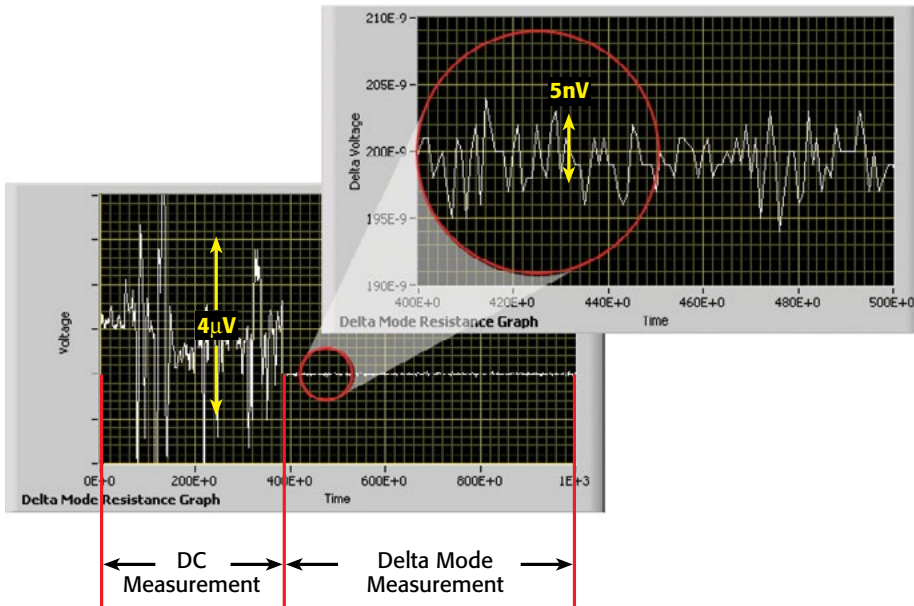 210E-9
205E-9
200E-9
195E-9
190E-9
Delta Voltage
5nV
400E+0 420E+0 440E+0 460E+0 480E+0 500E+0
Delta Mode Resistance Graph Time
Voltage
4µV
0E+0 200E+0 400E+0 600E+0 800E+0 1E+3
Delta Mode Resistance Graph Time
DC
Measurement
Delta Mode
Measurement